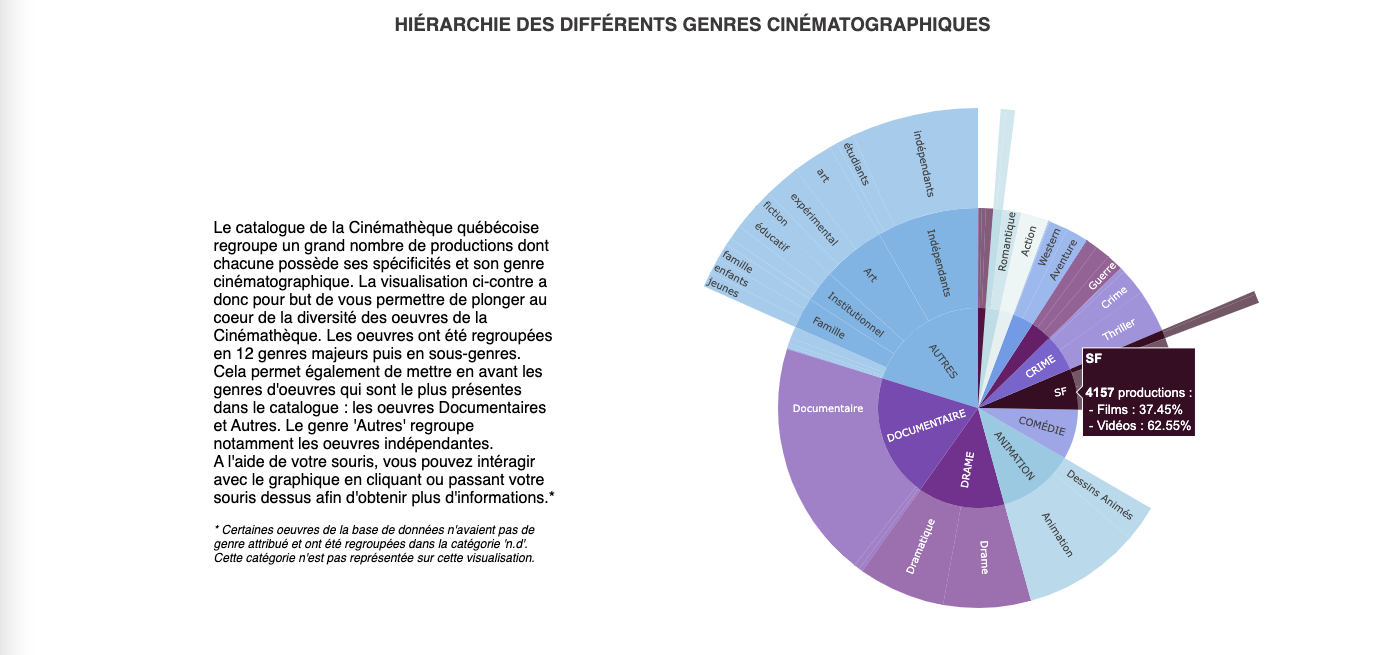 HIÉRARCHIE DES DIFFÉRENTS GENRES CINÉMATOGRAPHIQUES
Le catalogue de la Cinémathèque québécoise
regroupe un grand nombre de productions dont
chacune possède ses spécificités et son genre
cinématographique. La visualisation ci-contre a
donc pour but de vous permettre de plonger au
coeur de la diversité des oeuvres de la
Cinémathèque. Les oeuvres ont été regroupées
en 12 genres majeurs puis en sous-genres.
Cela permet également de mettre en avant les
genres d'oeuvres qui sont le plus présentes
dans le catalogue : les oeuvres Documentaires
et Autres. Le genre 'Autres' regroupe
notamment les oeuvres indépendantes.
A l'aide de votre souris, vous pouvez intéragir
avec le graphique en cliquant ou passant votre
souris dessus afin d'obtenir plus d'informations.*
* Certaines oeuvres de la base de données n'avaient pas de
genre attribué et ont été regroupées dans la catégorie 'n.d'.
Cette catégorie n'est pas représentée sur cette visualisation.
indépendants
étudiants
art
expérimental
fiction
éducatif
famille
enfants
Jeunes
Indépendants
Art
Institutionnel
Famille
AUTRES
Romantique
Action
Western
Aventure
Guerre
Crime
Thriller
CRIME
SF
COMÉDIE
ANIMATION
Dessins Animés
Animation
DRAME
Drame
Dramatique
DOCUMENTAIRE
Documentaire
SF
4157 productions :
- Films : 37.45%
- Vidéos : 62.55%